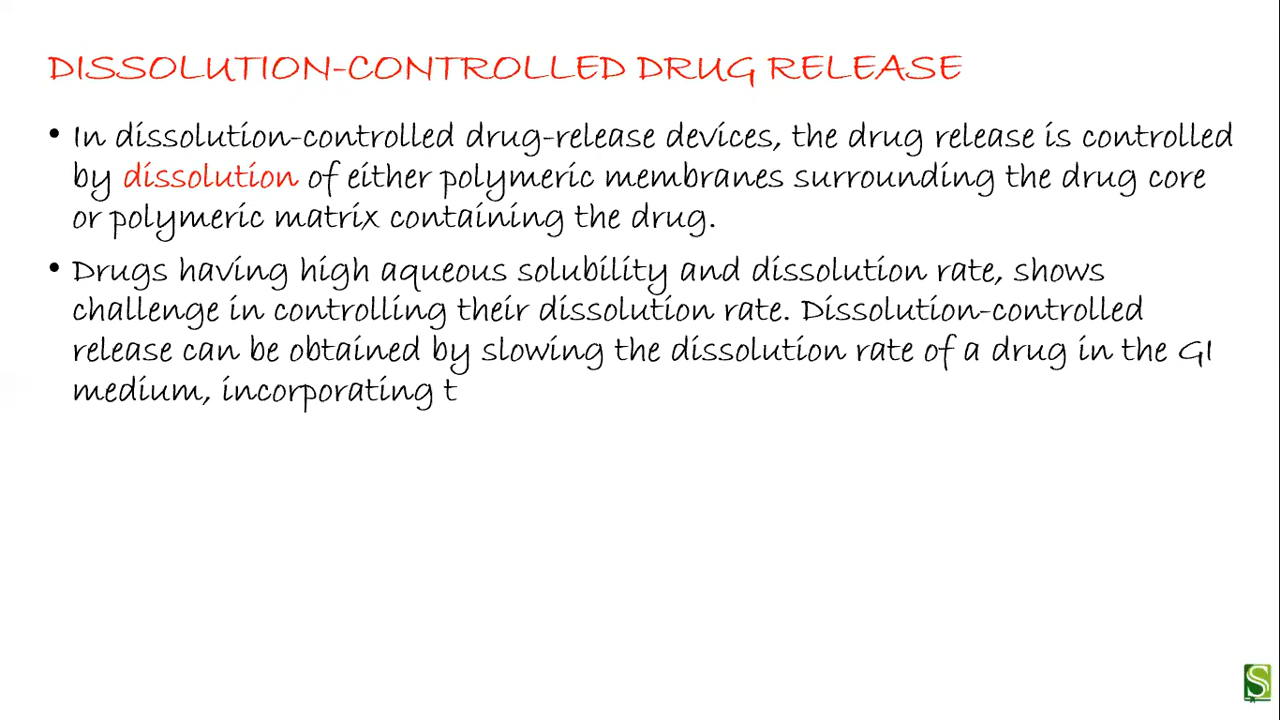 DISSOLUTION-CONTROLLED DRUG RELEASE
• In dissolution-controlled drug-release devices, the drug release is controlled
by dissolution of either polymeric membranes surrounding the drug core
or polymeric matrix containing the drug.
• Drugs having high aqueous solubility and dissolution rate, shows
challenge in controlling their dissolution rate. Dissolution-controlled
release can be obtained by slowing the dissolution rate of a drug in the GI
medium, incorporating t
S